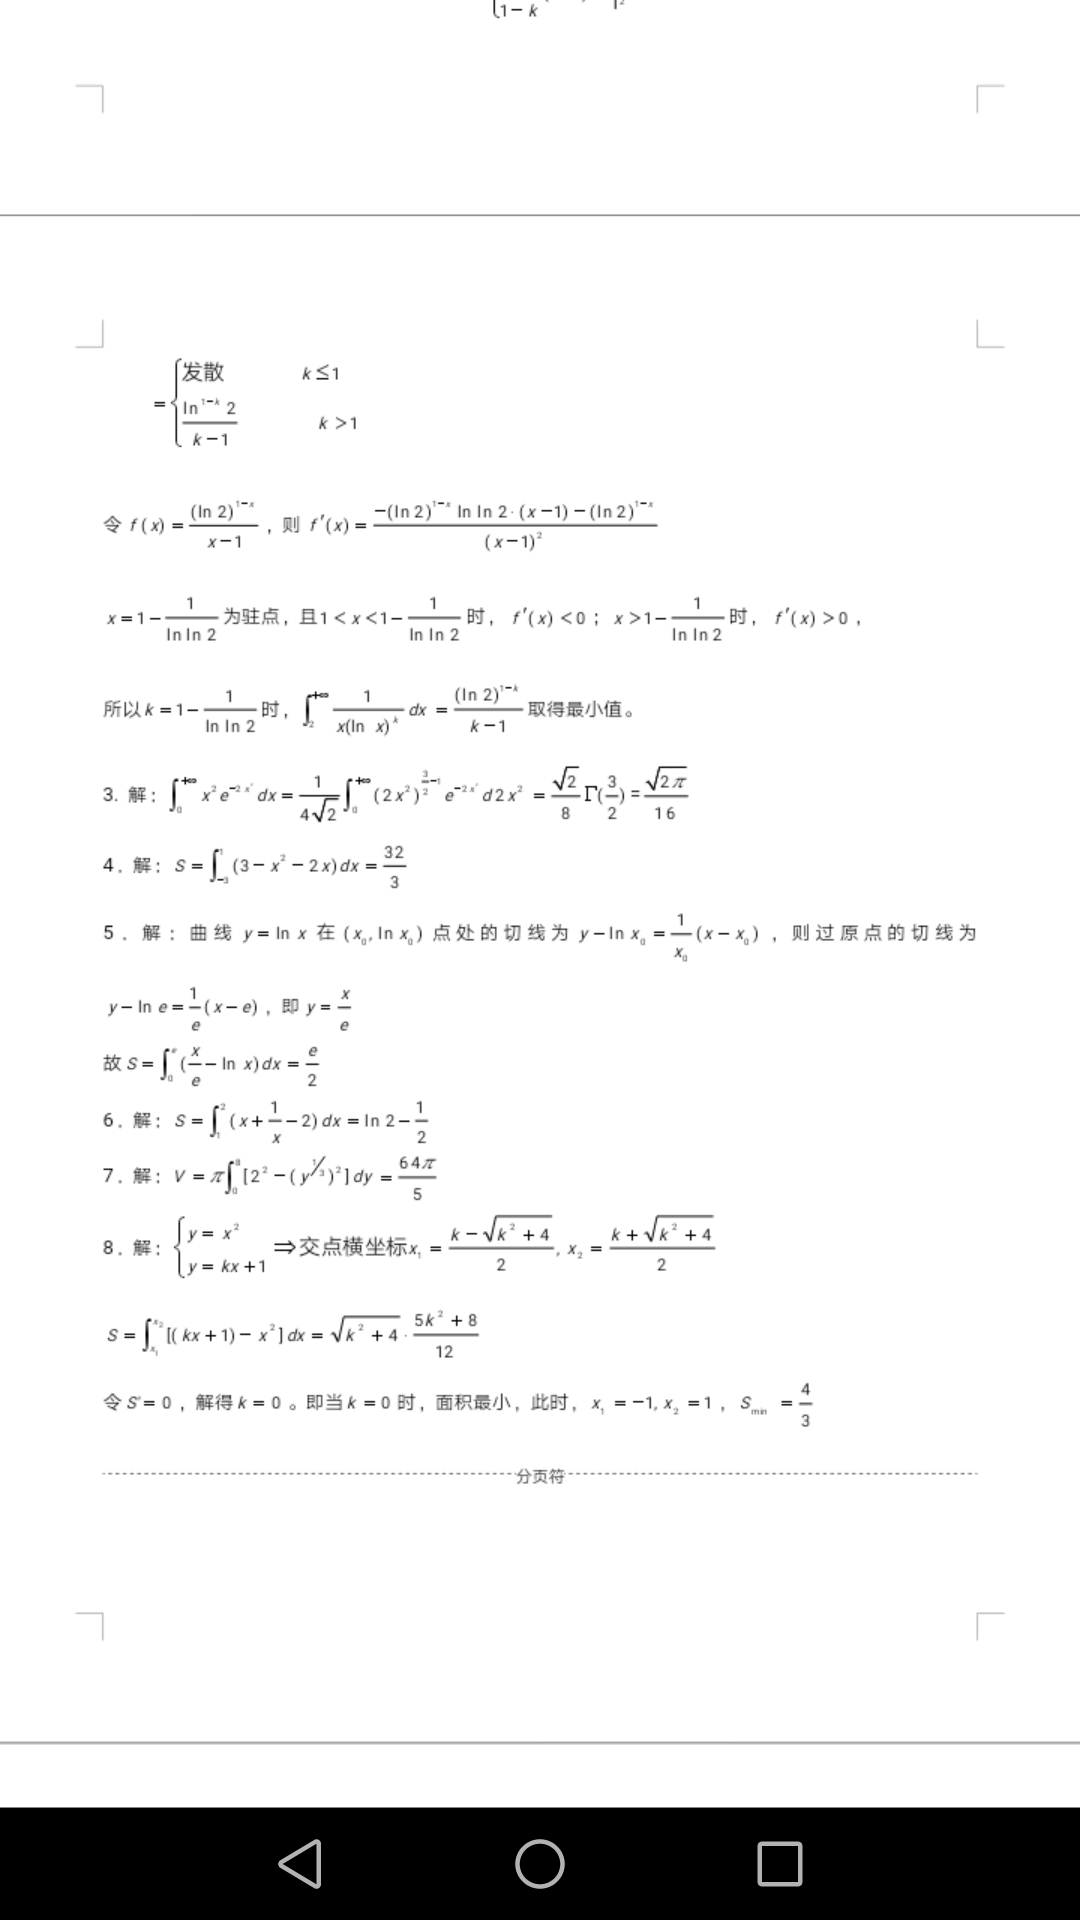 1−k
={发散 k≤1
ln^{1−k} 2/(k−1) k>1
令 f(x)=(ln 2)^{1−x}/(x−1)，则 f′(x)=[−(ln 2)^{1−x} ln ln 2·(x−1)−(ln 2)^{1−x}]/(x−1)²
x=1−1/(ln ln 2)为驻点，且1<x<1−1/(ln ln 2)时，f′(x)<0；x>1−1/(ln ln 2)时，f′(x)>0，
所以k=1−1/(ln ln 2)时，∫_2^{+∞} 1/(x(ln x)^k) dx=(ln 2)^{1−k}/(k−1)取得最小值。
3. 解：∫_0^{+∞} x²e^{−2x²}dx=1/(4√2)∫_0^{+∞}(2x²)^{3/2−1}e^{−2x²}d2x²=√2/8 Γ(3/2)=√(2π)/16
4. 解：S=∫_{−3}^1(3−x²−2x)dx=32/3
5. 解：曲线 y=ln x 在(x₀,ln x₀)点处的切线为 y−ln x₀=1/x₀(x−x₀)，则过原点的切线为
y−ln e=1/e(x−e)，即 y=x/e
故 S=∫_0^e(x/e−ln x)dx=e/2
6. 解：S=∫_1^2(x+1/x−2)dx=ln 2−1/2
7. 解：V=π∫_0^8[2²−(y^{1/3})²]dy=64π/5
8. 解：{y=x² y=kx+1 ⇒交点横坐标x₁=(k−√(k²+4))/2, x₂=(k+√(k²+4))/2
S=∫_{x₁}^{x₂}[(kx+1)−x²]dx=√(k²+4)·(5k²+8)/12
令 S′=0，解得 k=0。即当 k=0 时，面积最小，此时，x₁=−1, x₂=1，S_min=4/3
分页符